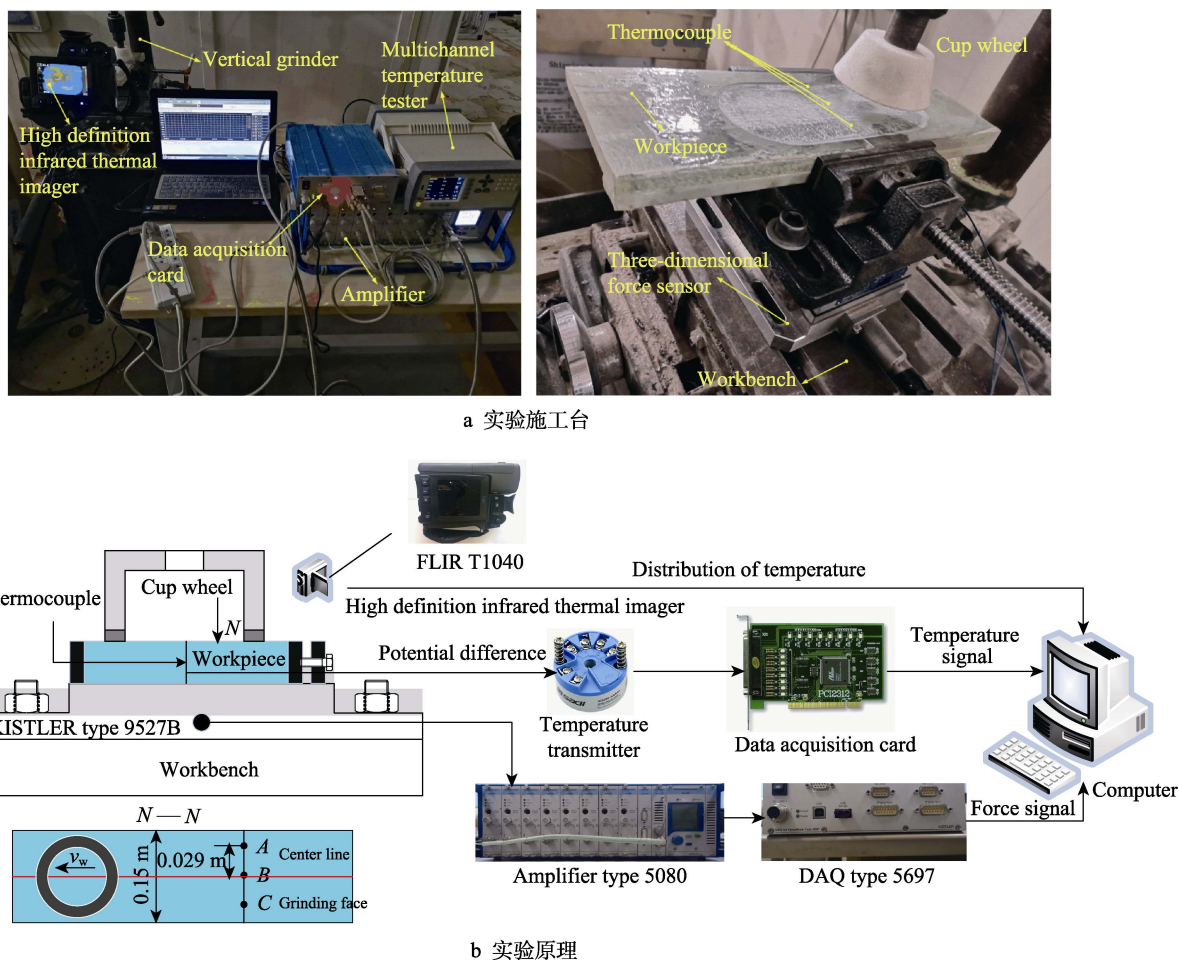 Vertical grinder
Multichannel
temperature
tester
High definition
infrared thermal
imager
Data acquisition
card
Amplifier
Thermocouple
Cup wheel
Workpiece
Three-dimensional
force sensor
Workbench
a 实验施工台
FLIR T1040
Cup wheel
ermocouple
N
Workpiece
Distribution of temperature
High definition infrared thermal imager
Potential difference
Temperature
signal
PCI2312
Temperature
transmitter
Data acquisition card
KISTLER type 9527B
Workbench
Computer
Force signal
Amplifier type 5080
DAQ type 5697
N — N
A
Center line
vw
0.029 m
0.15 m
B
C
Grinding face
b 实验原理